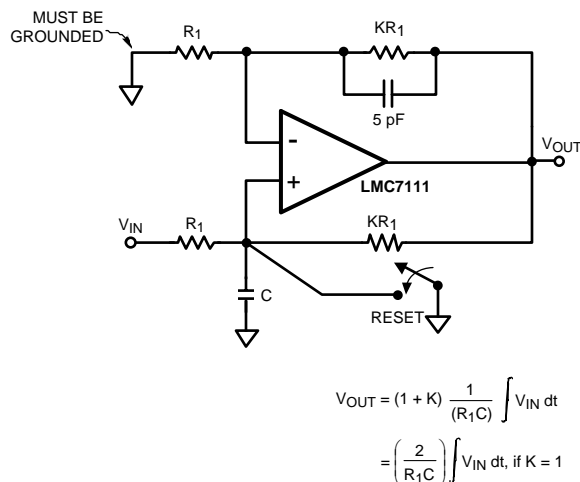 MUST BE
GROUNDED
R1
KR1
5 pF
-
+
LMC7111
VOUT
VIN
R1
KR1
C
RESET
VOUT = (1 + K) 1/(R1C) ∫ VIN dt
= (2/R1C) ∫ VIN dt, if K = 1